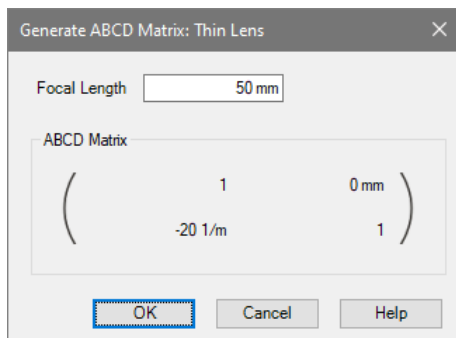 Generate ABCD Matrix: Thin Lens
Focal Length 50 mm
ABCD Matrix
1 0 mm
-20 1/m 1
OK Cancel Help